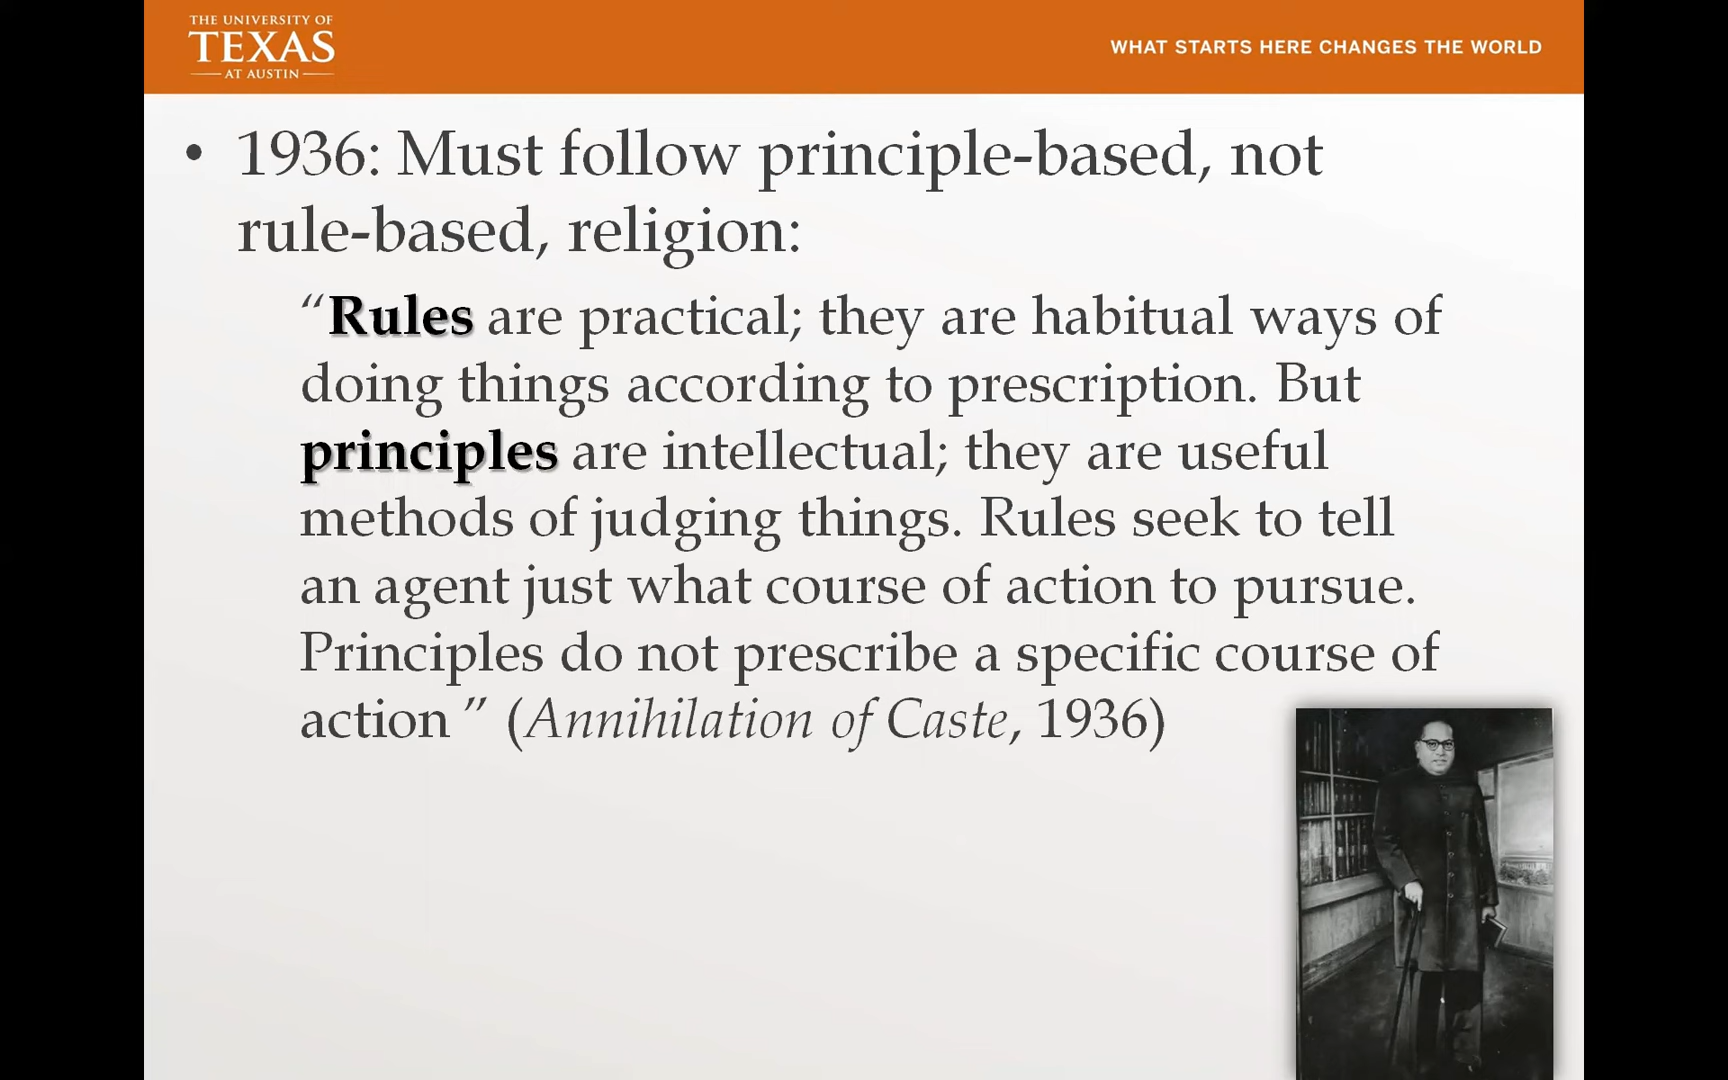 THE UNIVERSITY OF
TEXAS
AT AUSTIN
WHAT STARTS HERE CHANGES THE WORLD
• 1936: Must follow principle-based, not
rule-based, religion:
“Rules are practical; they are habitual ways of
doing things according to prescription. But
principles are intellectual; they are useful
methods of judging things. Rules seek to tell
an agent just what course of action to pursue.
Principles do not prescribe a specific course of
action ” (Annihilation of Caste, 1936)